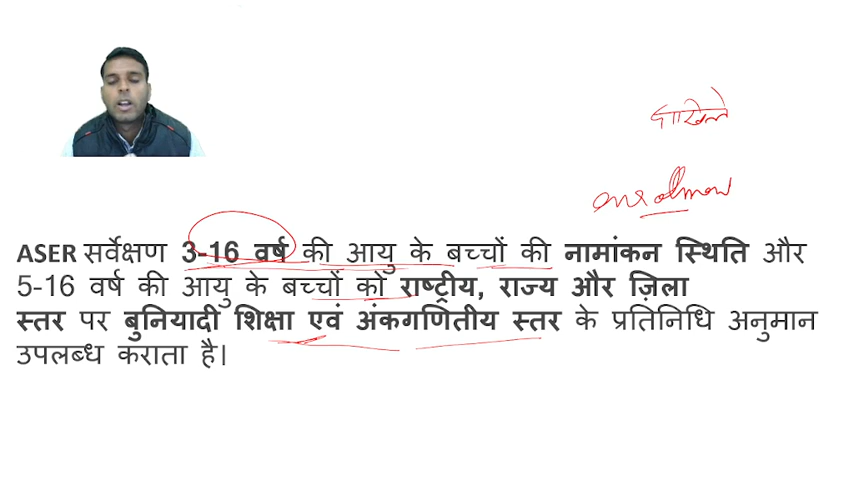 दाखिले
enrolment
ASER सर्वेक्षण 3-16 वर्ष की आयु के बच्चों की नामांकन स्थिति और
5-16 वर्ष की आयु के बच्चों को राष्ट्रीय, राज्य और ज़िला
स्तर पर बुनियादी शिक्षा एवं अंकगणितीय स्तर के प्रतिनिधि अनुमान
उपलब्ध कराता है।